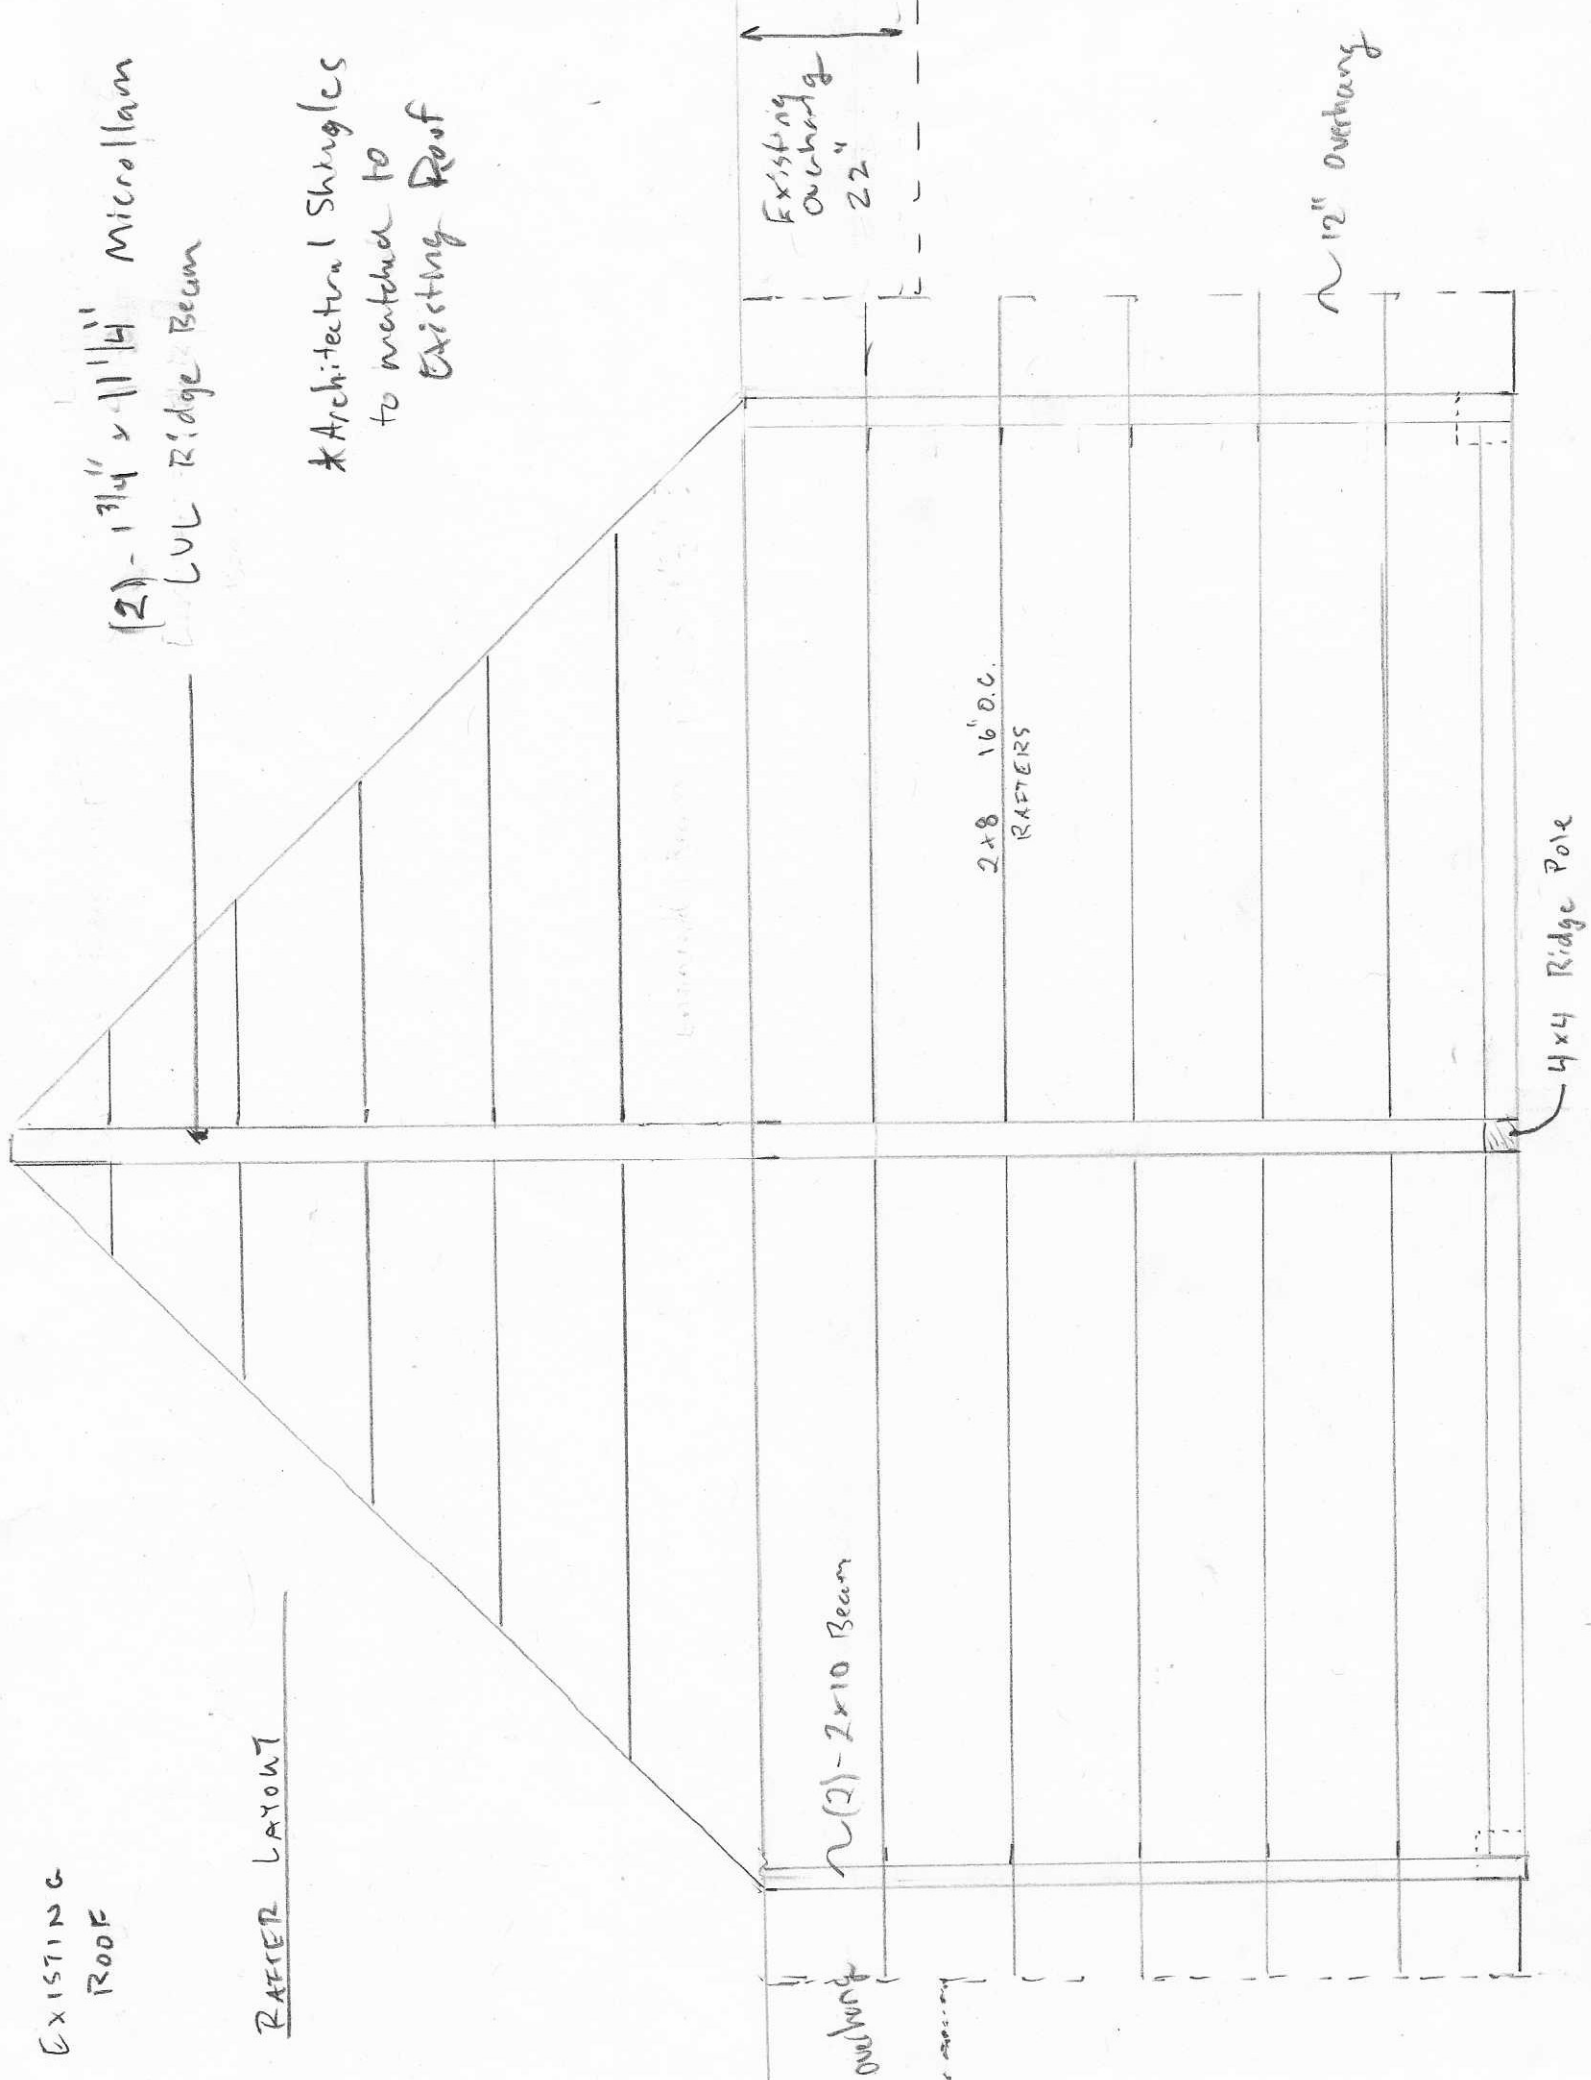 EXISTING
ROOF
RAFTER LAYOUT
(2)- 1 3/4" x 11 1/4" Microllam
LVL Ridge Beam
*Architectural Shingles
to matched to
Existing Roof
Existing
overhang
22"
~ 12" overhang
2x8 16" O.C.
RAFTERS
~(2)- 2x10 Beam
overhang
4x4 Ridge Pole